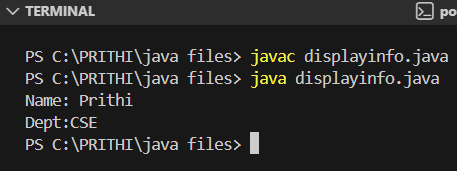 TERMINAL
po
PS C:\PRITHI\java files> javac displayinfo.java
PS C:\PRITHI\java files> java displayinfo.java
Name: Prithi
Dept:CSE
PS C:\PRITHI\java files>